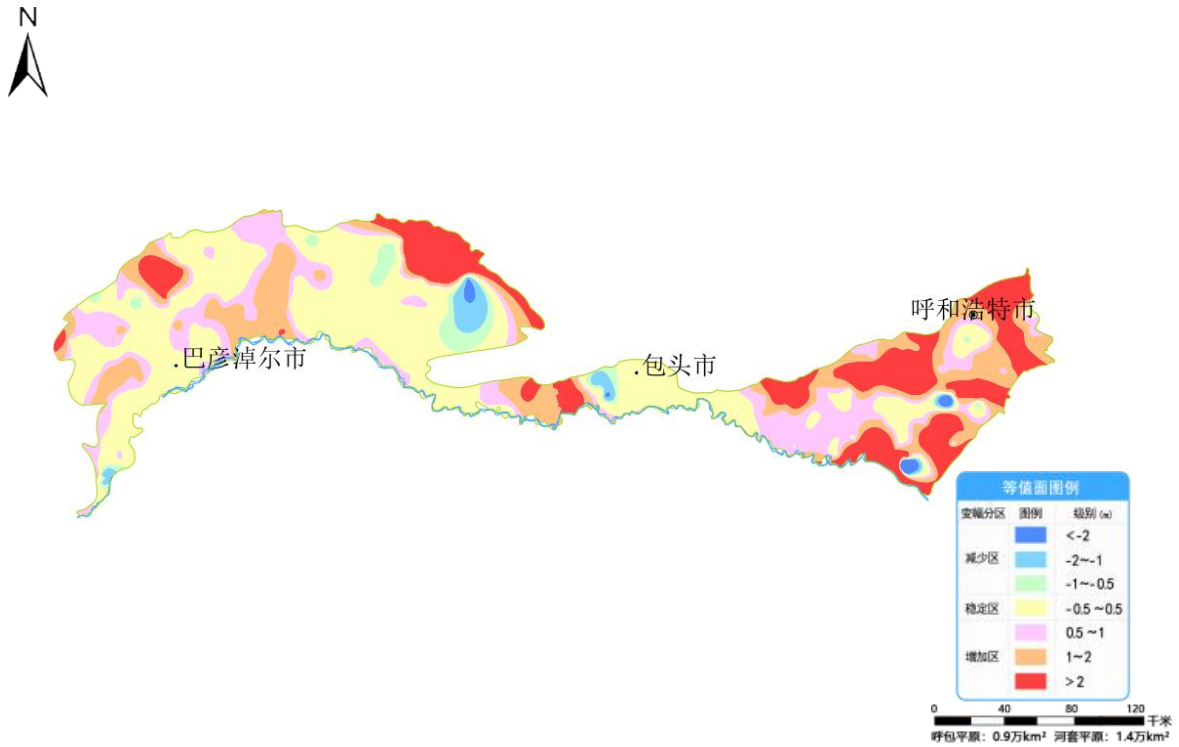 N
呼和浩特市
巴彦淖尔市
包头市
等值面图例
变幅分区 图例 级别(m)
减少区
<-2
-2~-1
-1~-0.5
稳定区
-0.5~0.5
增加区
0.5~1
1~2
>2
0 40 80 120 千米
呼包平原：0.9万km² 河套平原：1.4万km²